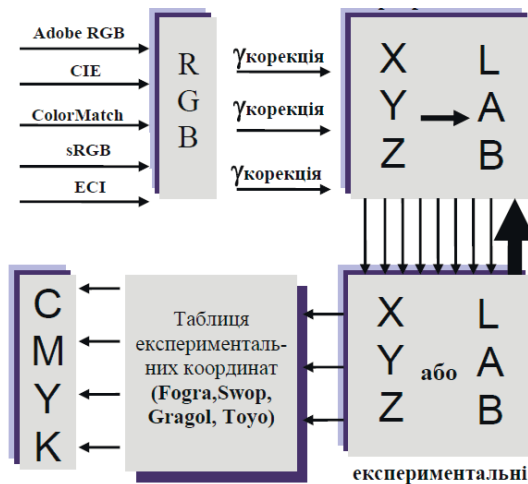 Adobe RGB
CIE
ColorMatch
sRGB
ECI
R
G
B
γкорекція
γкорекція
γкорекція
X
Y
Z
L
A
B
C
M
Y
K
Таблиця
експерименталь-
них координат
(Fogra,Swop,
Gragol, Toyo)
X
Y
Z
або
L
A
B
експериментальні